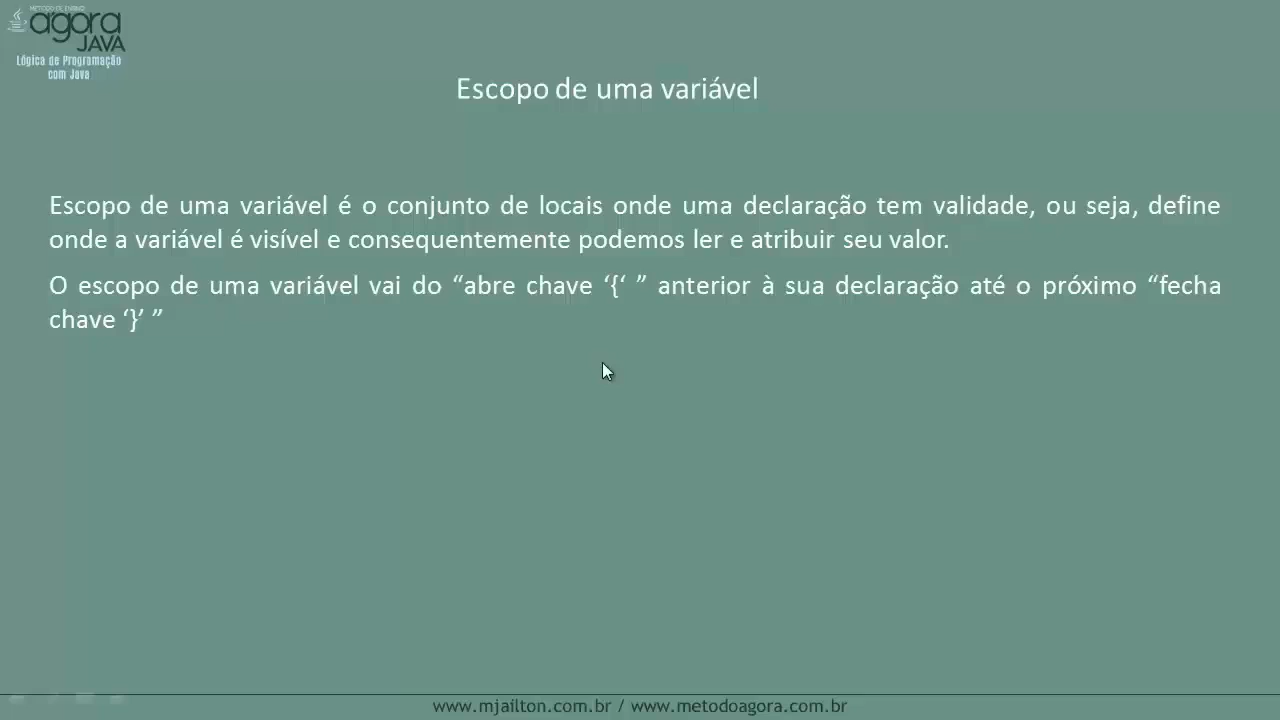 MÉTODO DE ENSINO
agora
JAVA
Lógica de Programação
com Java
Escopo de uma variável
Escopo de uma variável é o conjunto de locais onde uma declaração tem validade, ou seja, define
onde a variável é visível e consequentemente podemos ler e atribuir seu valor.
O escopo de uma variável vai do “abre chave ‘{‘ ” anterior à sua declaração até o próximo “fecha
chave ‘}’ ”
www.mjailton.com.br / www.metodoagora.com.br